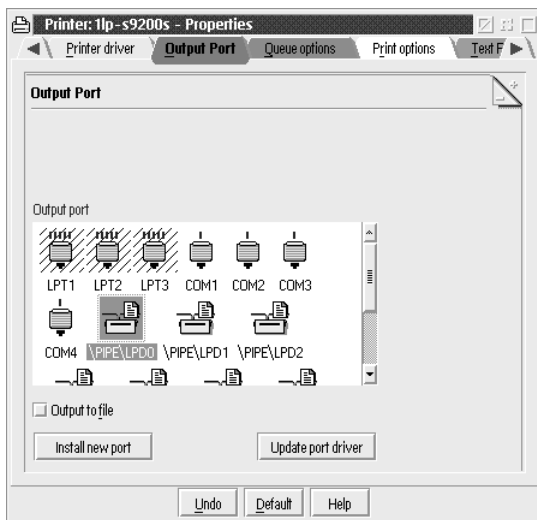 Printer: 1lp-s9200s - Properties
Printer driver Output Port Queue options Print options Text F
Output Port
Output port
LPT1 LPT2 LPT3 COM1 COM2 COM3
COM4 \PIPE\LPD0 \PIPE\LPD1 \PIPE\LPD2
Output to file
Install new port Update port driver
Undo Default Help